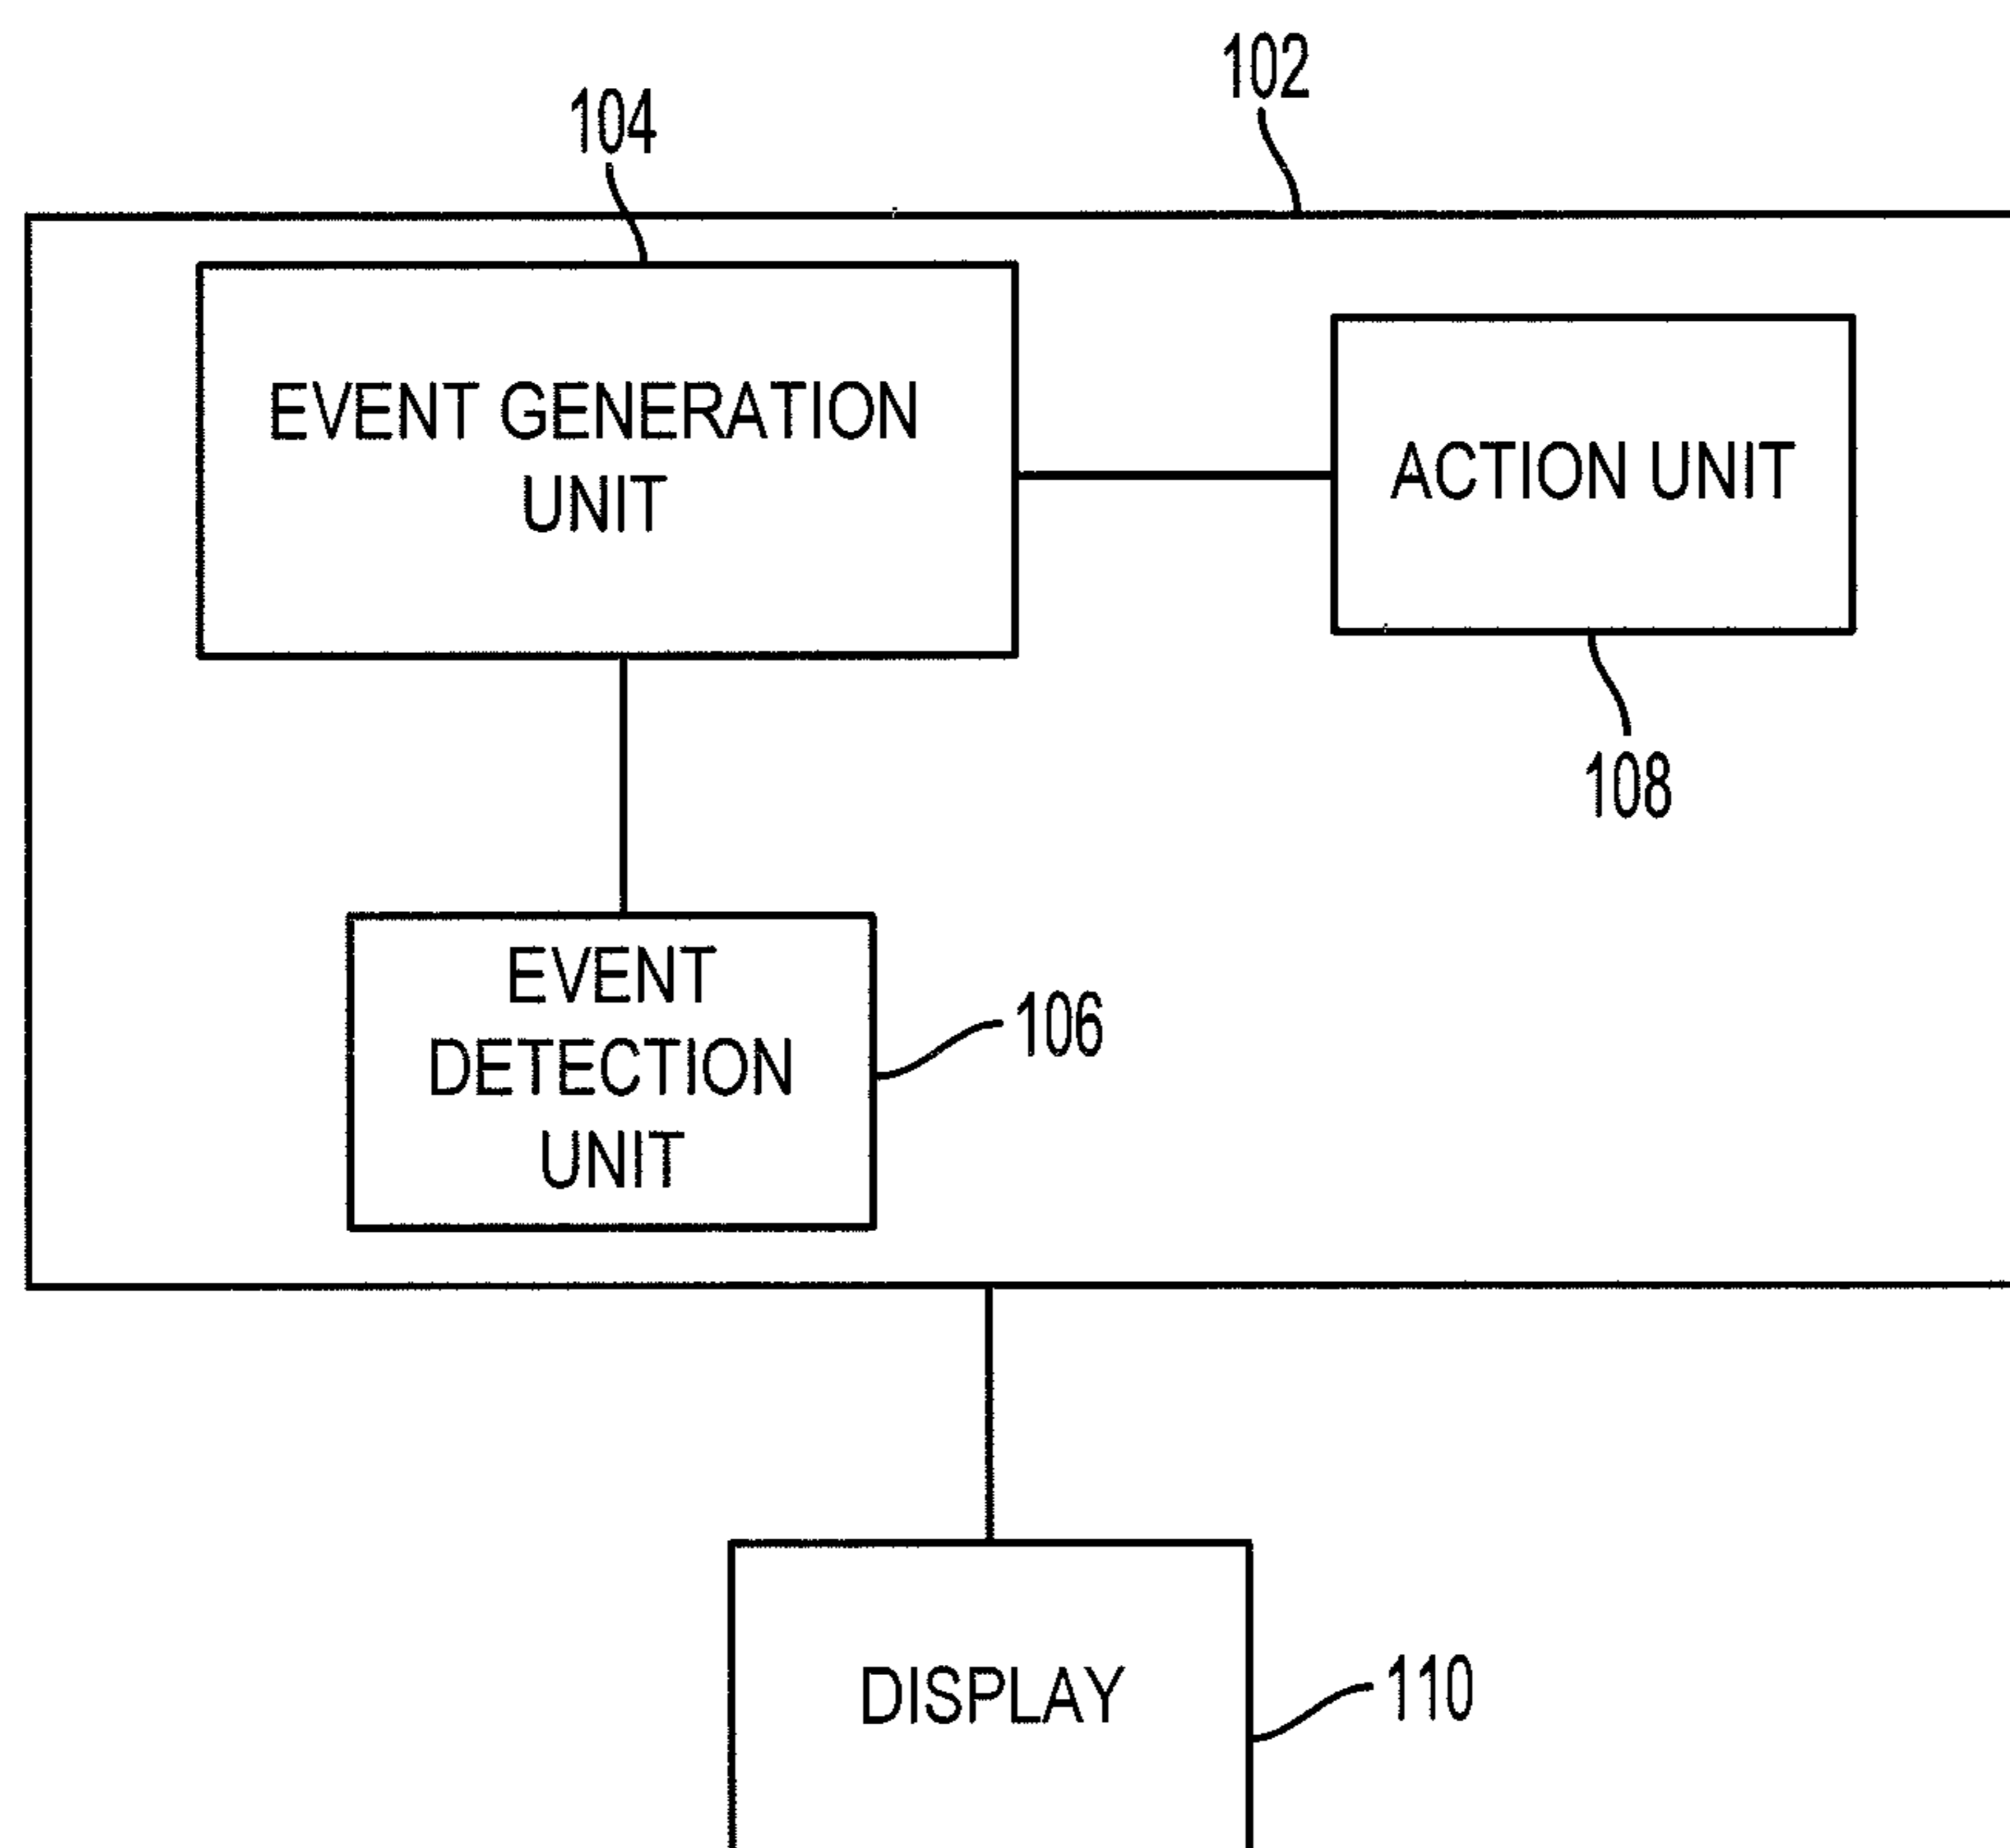 102
104
EVENT GENERATION
UNIT
ACTION UNIT
108
EVENT
DETECTION
UNIT
106
DISPLAY
110